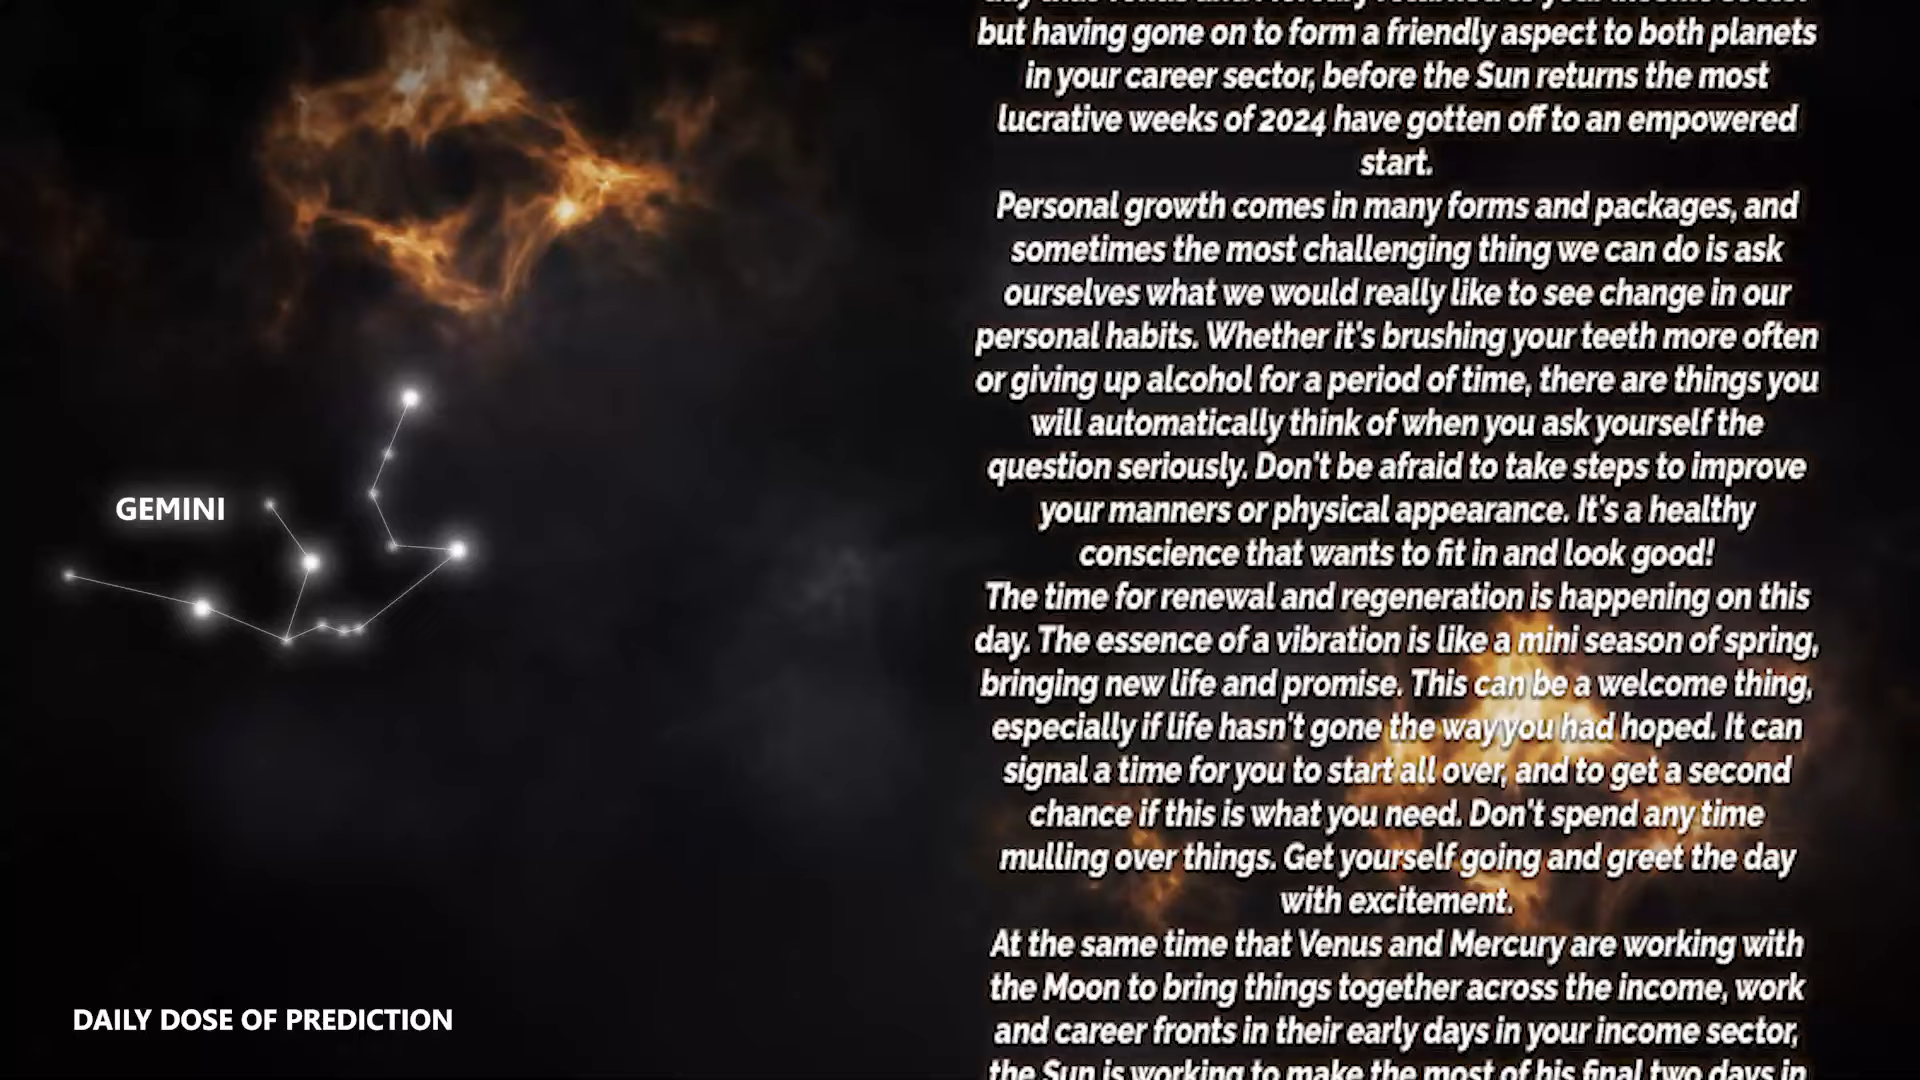 but having gone on to form a friendly aspect to both planets
in your career sector, before the Sun returns the most
lucrative weeks of 2024 have gotten off to an empowered
start.
Personal growth comes in many forms and packages, and
sometimes the most challenging thing we can do is ask
ourselves what we would really like to see change in our
personal habits. Whether it's brushing your teeth more often
or giving up alcohol for a period of time, there are things you
will automatically think of when you ask yourself the
question seriously. Don't be afraid to take steps to improve
your manners or physical appearance. It's a healthy
conscience that wants to fit in and look good!
The time for renewal and regeneration is happening on this
day. The essence of a vibration is like a mini season of spring,
bringing new life and promise. This can be a welcome thing,
especially if life hasn't gone the way you had hoped. It can
signal a time for you to start all over, and to get a second
chance if this is what you need. Don't spend any time
mulling over things. Get yourself going and greet the day
with excitement.
At the same time that Venus and Mercury are working with
the Moon to bring things together across the income, work
and career fronts in their early days in your income sector,
the Sun is working to make the most of his final two days in
GEMINI
DAILY DOSE OF PREDICTION